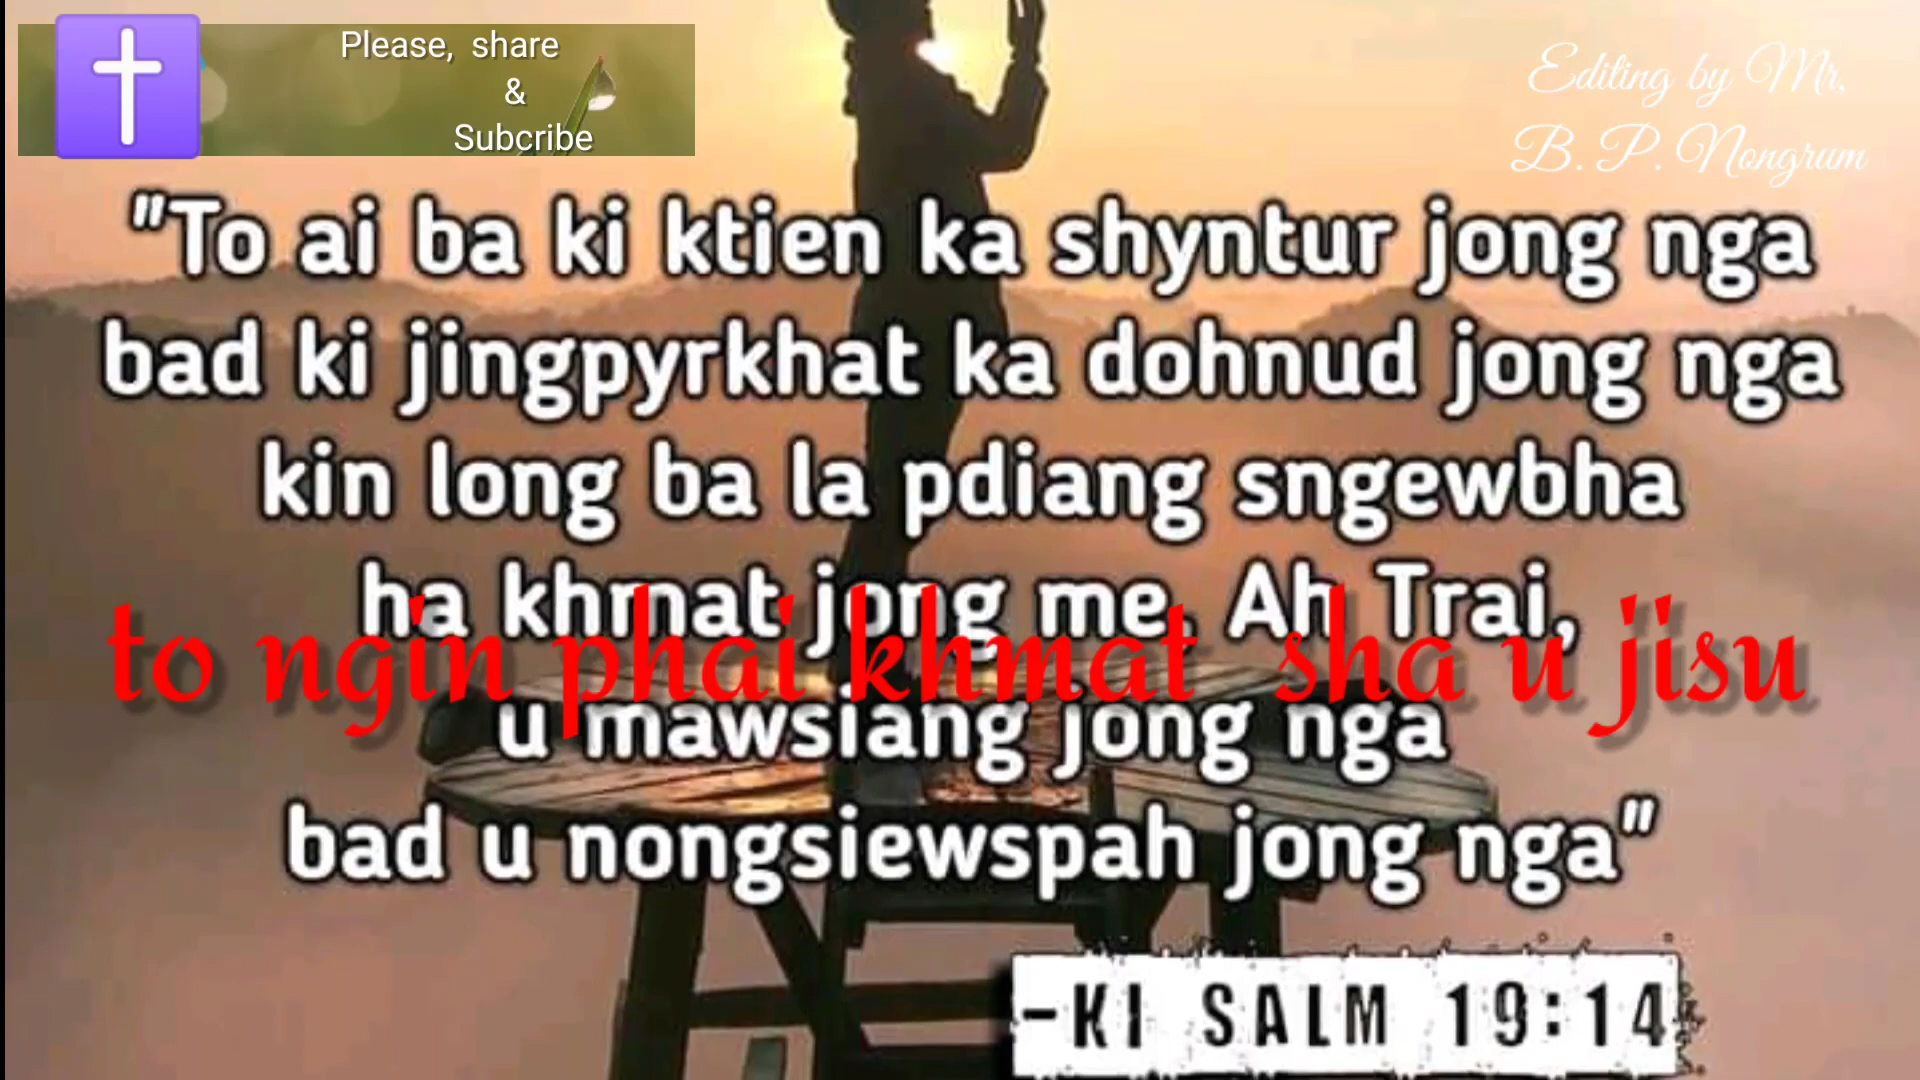 Please, share
&
Subcribe
Editing by Mr,
B. P. Nongrum
"To ai ba ki ktien ka shyntur jong nga
bad ki jingpyrkhat ka dohnud jong nga
kin long ba la pdiang sngewbha
ha khmat jong me, Ah Trai,
to ngin phai khmat sha u jisu
u mawsiang jong nga
bad u nongsiewspah jong nga"
-KI SALM 19:14